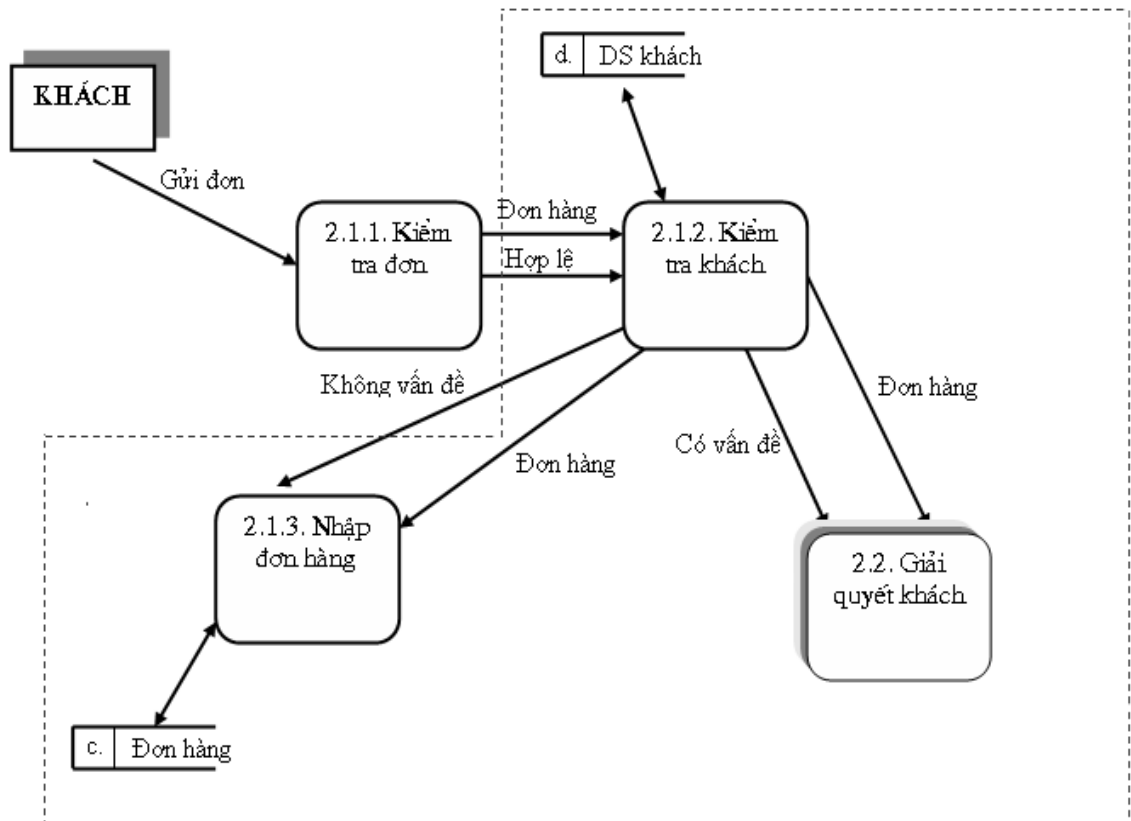 d. DS khách
KHÁCH
Gửi đơn
Đơn hàng
2.1.1. Kiểm
tra đơn
2.1.2. Kiểm
tra khách
Hợp lệ
Không vấn đề
Đơn hàng
Có vấn đề
Đơn hàng
2.1.3. Nhập
đơn hàng
2.2. Giải
quyết khách
c. Đơn hàng